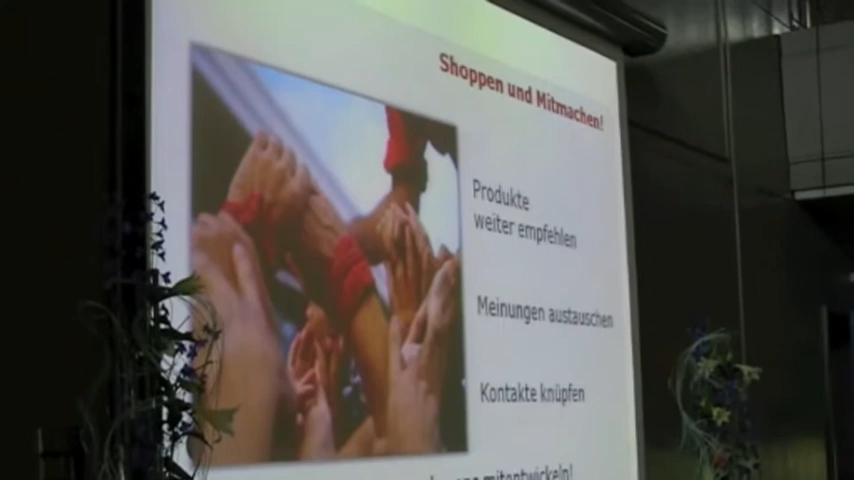 Shoppen und Mitmachen!
Produkte
weiter empfehlen
Meinungen austauschen
Kontakte knüpfen
mitentwickeln!